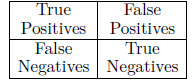 True False
Positives Positives
False True
Negatives Negatives